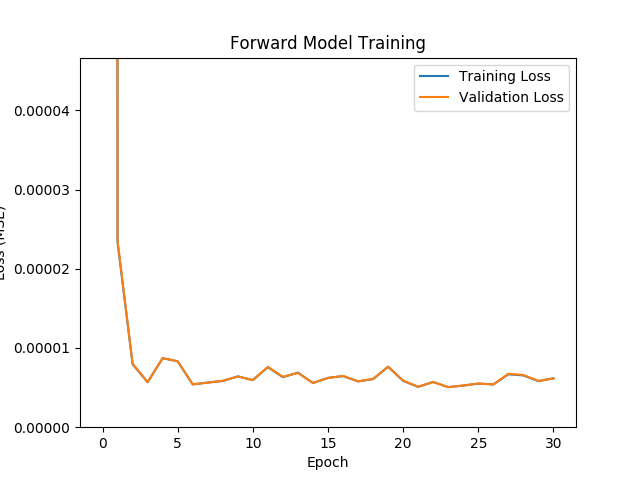 Forward Model Training
Training Loss
Validation Loss
0.00004
0.00003
0.00002
0.00001
0.00000
Loss (MSE)
0 5 10 15 20 25 30
Epoch